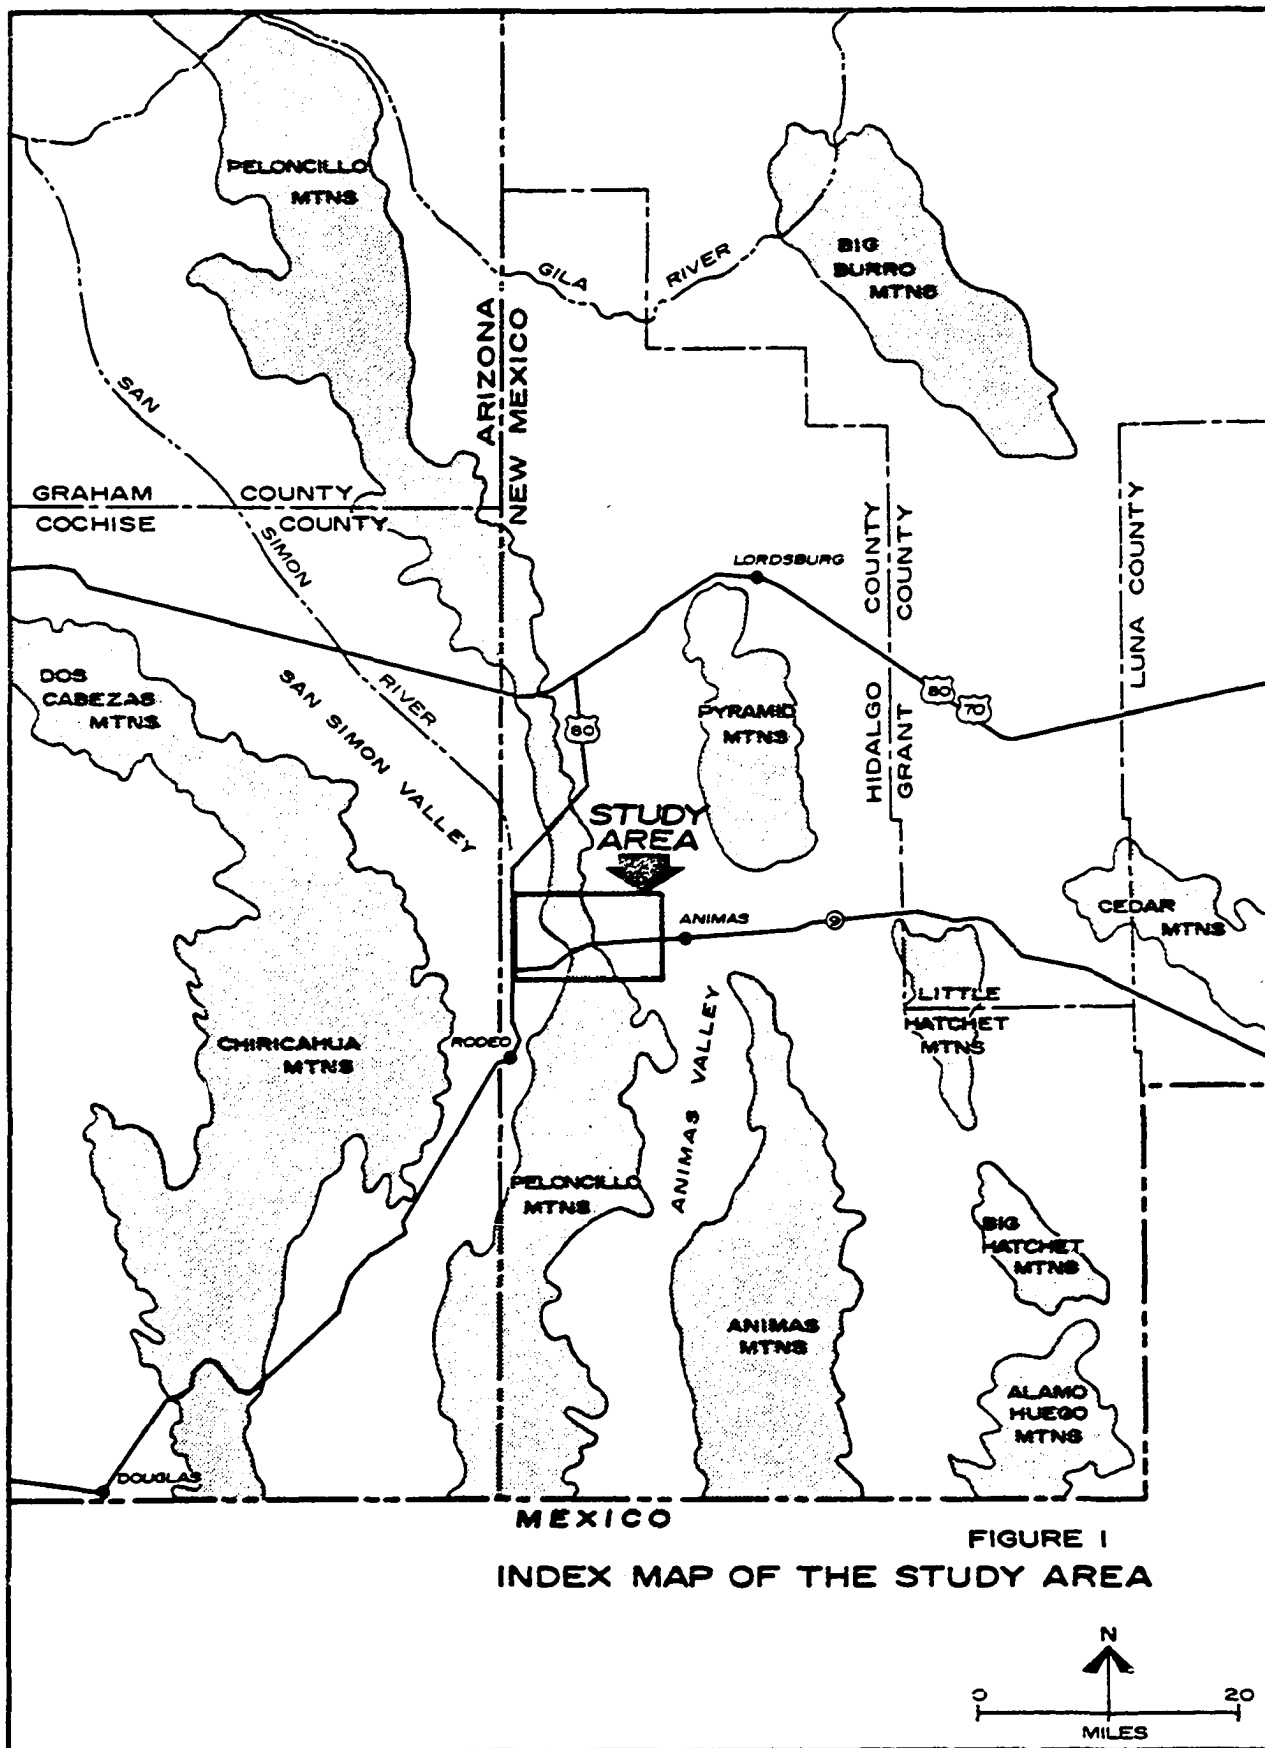 PELONCILLO
MTNS
BIG
BURRO
MTNS
GILA
RIVER
ARIZONA
NEW MEXICO
SAN
SIMON
RIVER
GRAHAM COUNTY
COCHISE COUNTY
LORDSBURG
HIDALGO COUNTY
GRANT COUNTY
LUNA COUNTY
DOS
CABEZAS
MTNS
SAN SIMON VALLEY
80
PYRAMID
MTNS
80
70
STUDY
AREA
ANIMAS
9
CEDAR
MTNS
LITTLE
HATCHET
MTNS
CHIRICAHUA
MTNS
RODEO
ANIMAS VALLEY
PELONCILLO
MTNS
BIG
HATCHET
MTNS
ANIMAS
MTNS
ALAMO
HUEGO
MTNS
DOUGLAS
MEXICO
FIGURE 1
INDEX MAP OF THE STUDY AREA
N
0 20
MILES